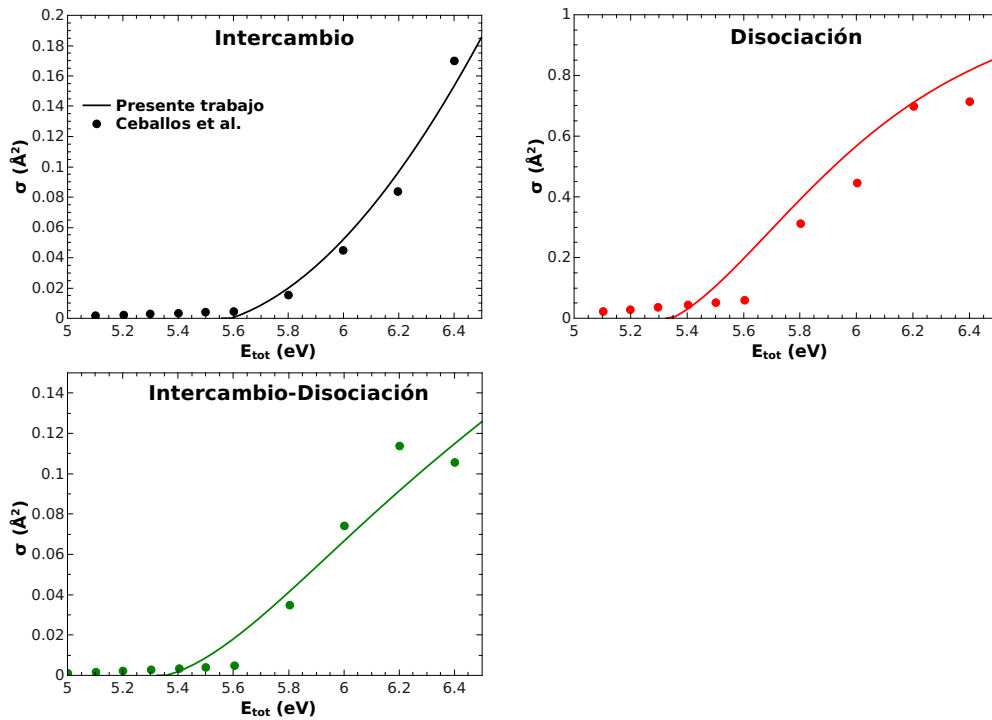 Intercambio
Presente trabajo
Ceballos et al.
σ (Å²)
0.2
0.18
0.16
0.14
0.12
0.1
0.08
0.06
0.04
0.02
0
5 5.2 5.4 5.6 5.8 6 6.2 6.4
E_tot (eV)
Disociación
σ (Å²)
1
0.8
0.6
0.4
0.2
0
5 5.2 5.4 5.6 5.8 6 6.2 6.4
E_tot (eV)
Intercambio-Disociación
σ (Å²)
0.14
0.12
0.1
0.08
0.06
0.04
0.02
0
5 5.2 5.4 5.6 5.8 6 6.2 6.4
E_tot (eV)